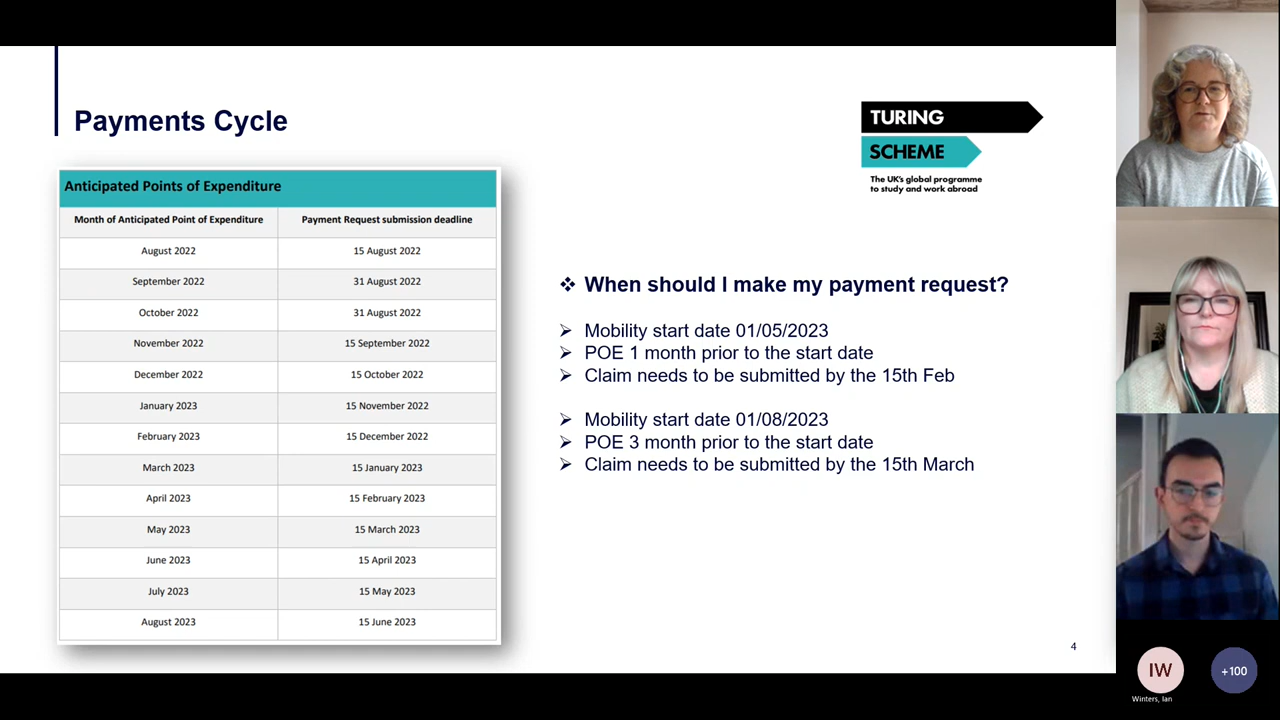 Payments Cycle
TURING
SCHEME
The UK's global programme
to study and work abroad
Anticipated Points of Expenditure
Month of Anticipated Point of Expenditure Payment Request submission deadline
August 2022 15 August 2022
September 2022 31 August 2022
October 2022 31 August 2022
November 2022 15 September 2022
December 2022 15 October 2022
January 2023 15 November 2022
February 2023 15 December 2022
March 2023 15 January 2023
April 2023 15 February 2023
May 2023 15 March 2023
June 2023 15 April 2023
July 2023 15 May 2023
August 2023 15 June 2023
❖ When should I make my payment request?
➢ Mobility start date 01/05/2023
➢ POE 1 month prior to the start date
➢ Claim needs to be submitted by the 15th Feb
➢ Mobility start date 01/08/2023
➢ POE 3 month prior to the start date
➢ Claim needs to be submitted by the 15th March
4
IW
Winters, Ian
+100